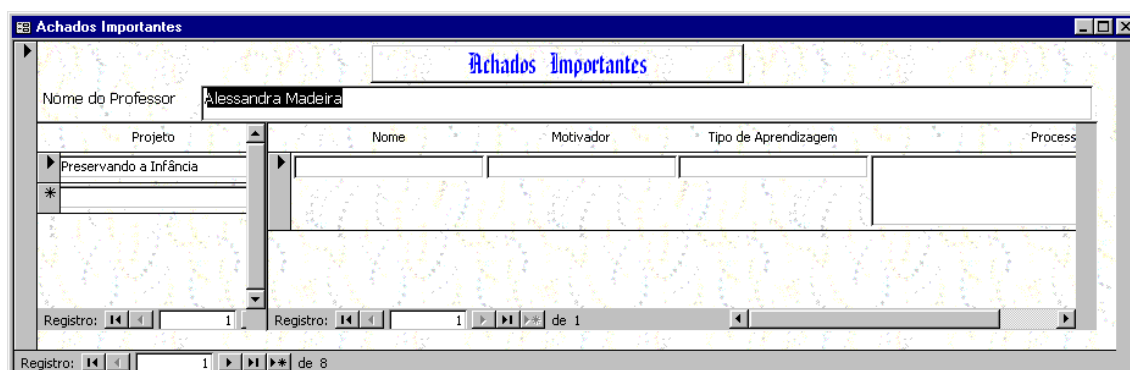 Achados Importantes
Achados Importantes
Nome do Professor Alessandra Madeira
Projeto Nome Motivador Tipo de Aprendizagem Process
Preservando a Infância
Registro: 1 Registro: 1 de 1
Registro: 1 de 8